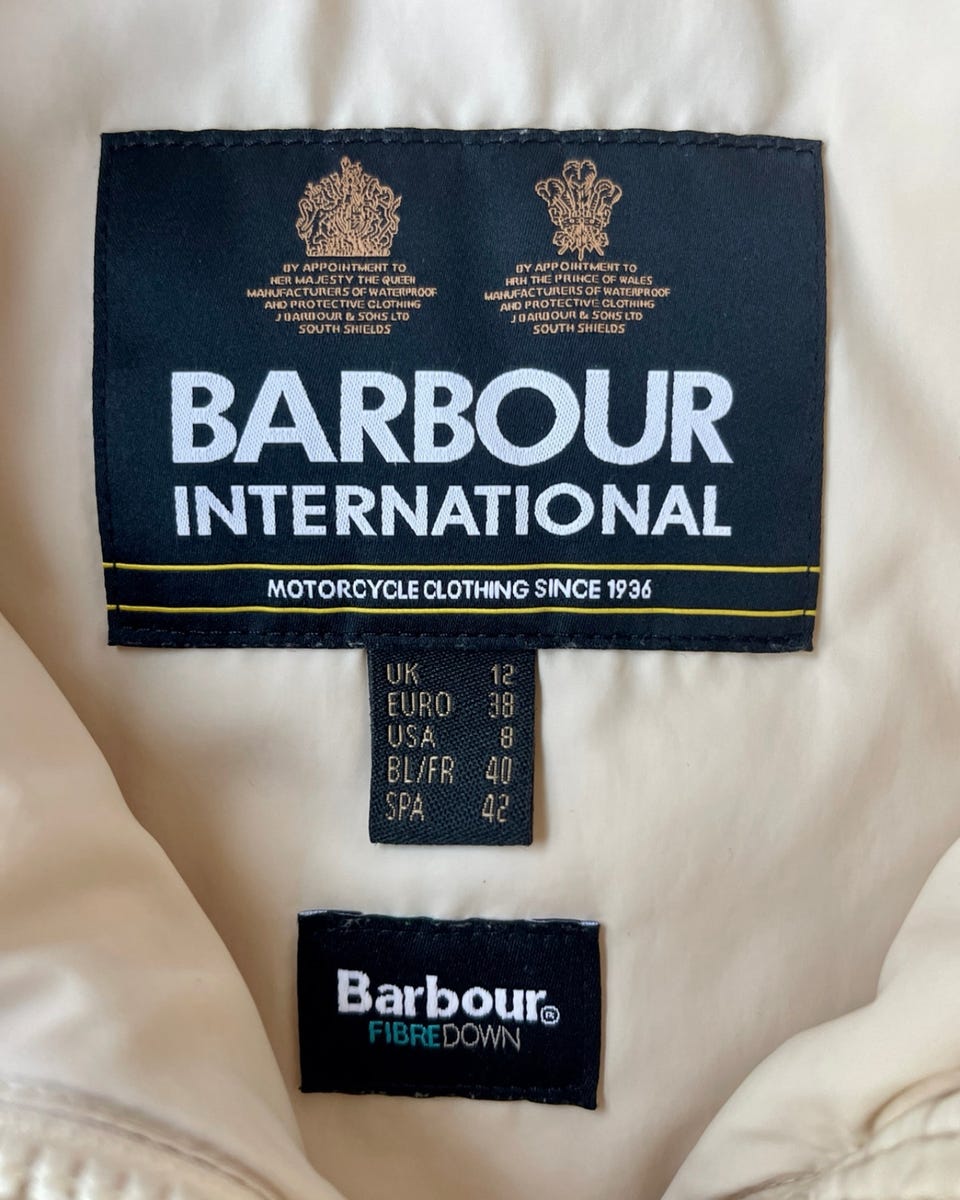 BY APPOINTMENT TO
HER MAJESTY THE QUEEN
MANUFACTURERS OF WATERPROOF
AND PROTECTIVE CLOTHING
J BARBOUR & SONS LTD
SOUTH SHIELDS
BY APPOINTMENT TO
HRH THE PRINCE OF WALES
MANUFACTURERS OF WATERPROOF
AND PROTECTIVE CLOTHING
J BARBOUR & SONS LTD
SOUTH SHIELDS
BARBOUR
INTERNATIONAL
MOTORCYCLE CLOTHING SINCE 1936
UK 12
EURO 38
USA 8
BL/FR 40
SPA 42
Barbour®
FIBREDOWN